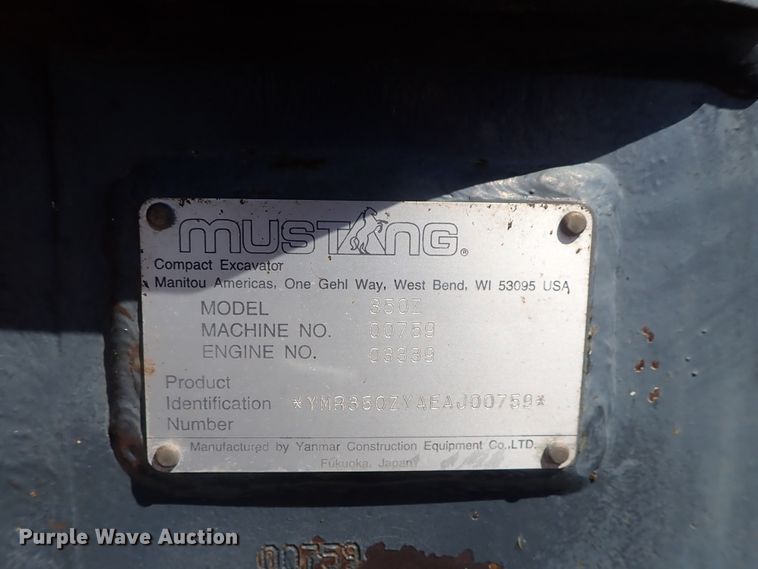 MUSTANG®
Compact Excavator
Manitou Americas, One Gehl Way, West Bend, WI 53095 USA
MODEL 350Z
MACHINE NO. 00759
ENGINE NO.
Product
Identification *YMR350ZYAEAJ00759*
Number
Manufactured by Yanmar Construction Equipment Co.,LTD.
Fukuoka, Japan
Purple Wave Auction®
00759